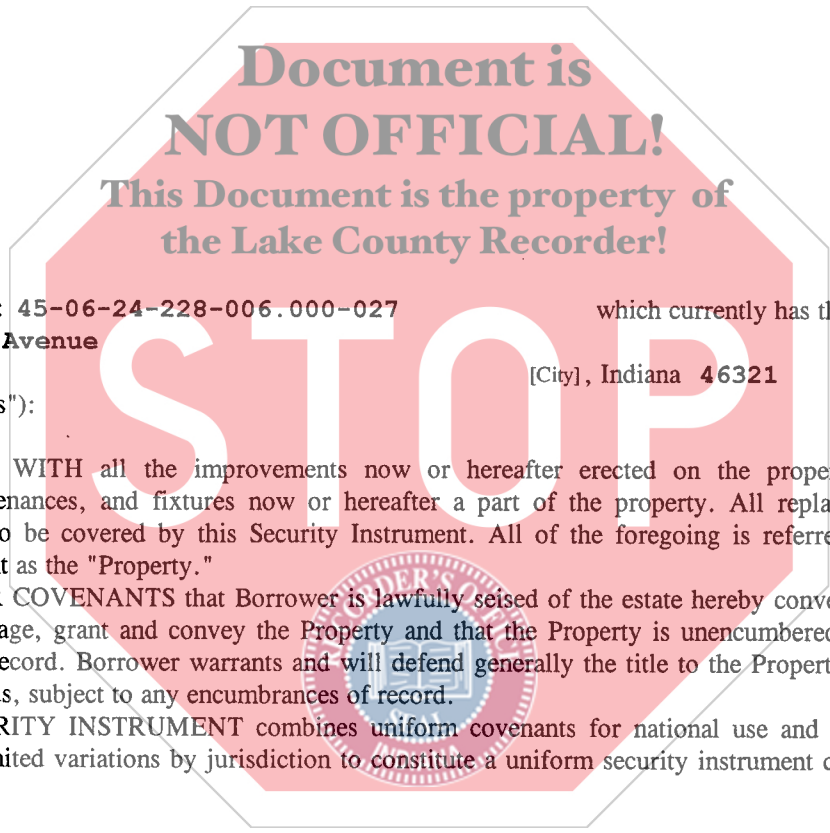 Document is
NOT OFFICIAL!
This Document is the property of
the Lake County Recorder!
: 45-06-24-228-006.000-027 which currently has th
Avenue
[City], Indiana 46321
s"):
STOP
WITH all the improvements now or hereafter erected on the proper
enances, and fixtures now or hereafter a part of the property. All repla
o be covered by this Security Instrument. All of the foregoing is referre
t as the "Property."
R COVENANTS that Borrower is lawfully seised of the estate hereby conve
age, grant and convey the Property and that the Property is unencumbered
ecord. Borrower warrants and will defend generally the title to the Propert
s, subject to any encumbrances of record.
RITY INSTRUMENT combines uniform covenants for national use and
ited variations by jurisdiction to constitute a uniform security instrument c
RECORDER'S OFFICE
SEAL
INDIANA